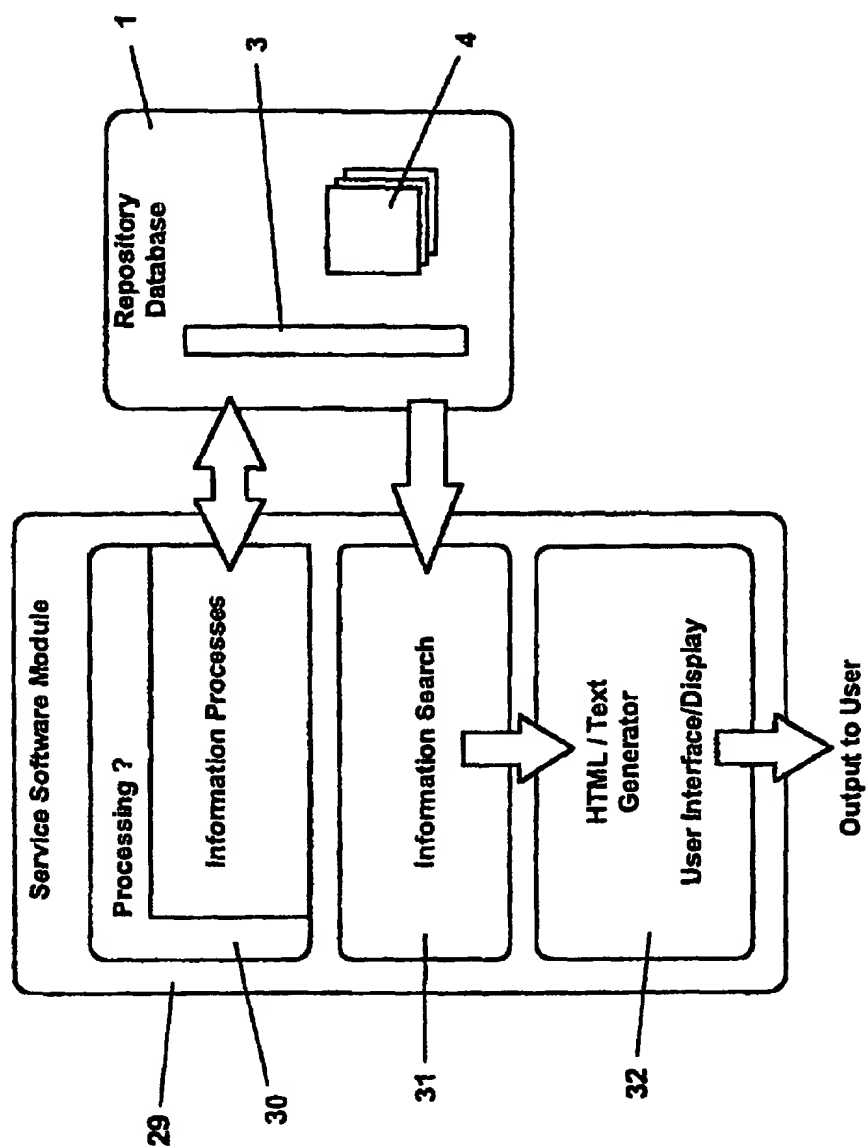 Service Software Module
Processing ?
Information Processes
Information Search
HTML / Text
Generator
User Interface/Display
Output to User
Repository
Database
29
30
31
32
1
3
4